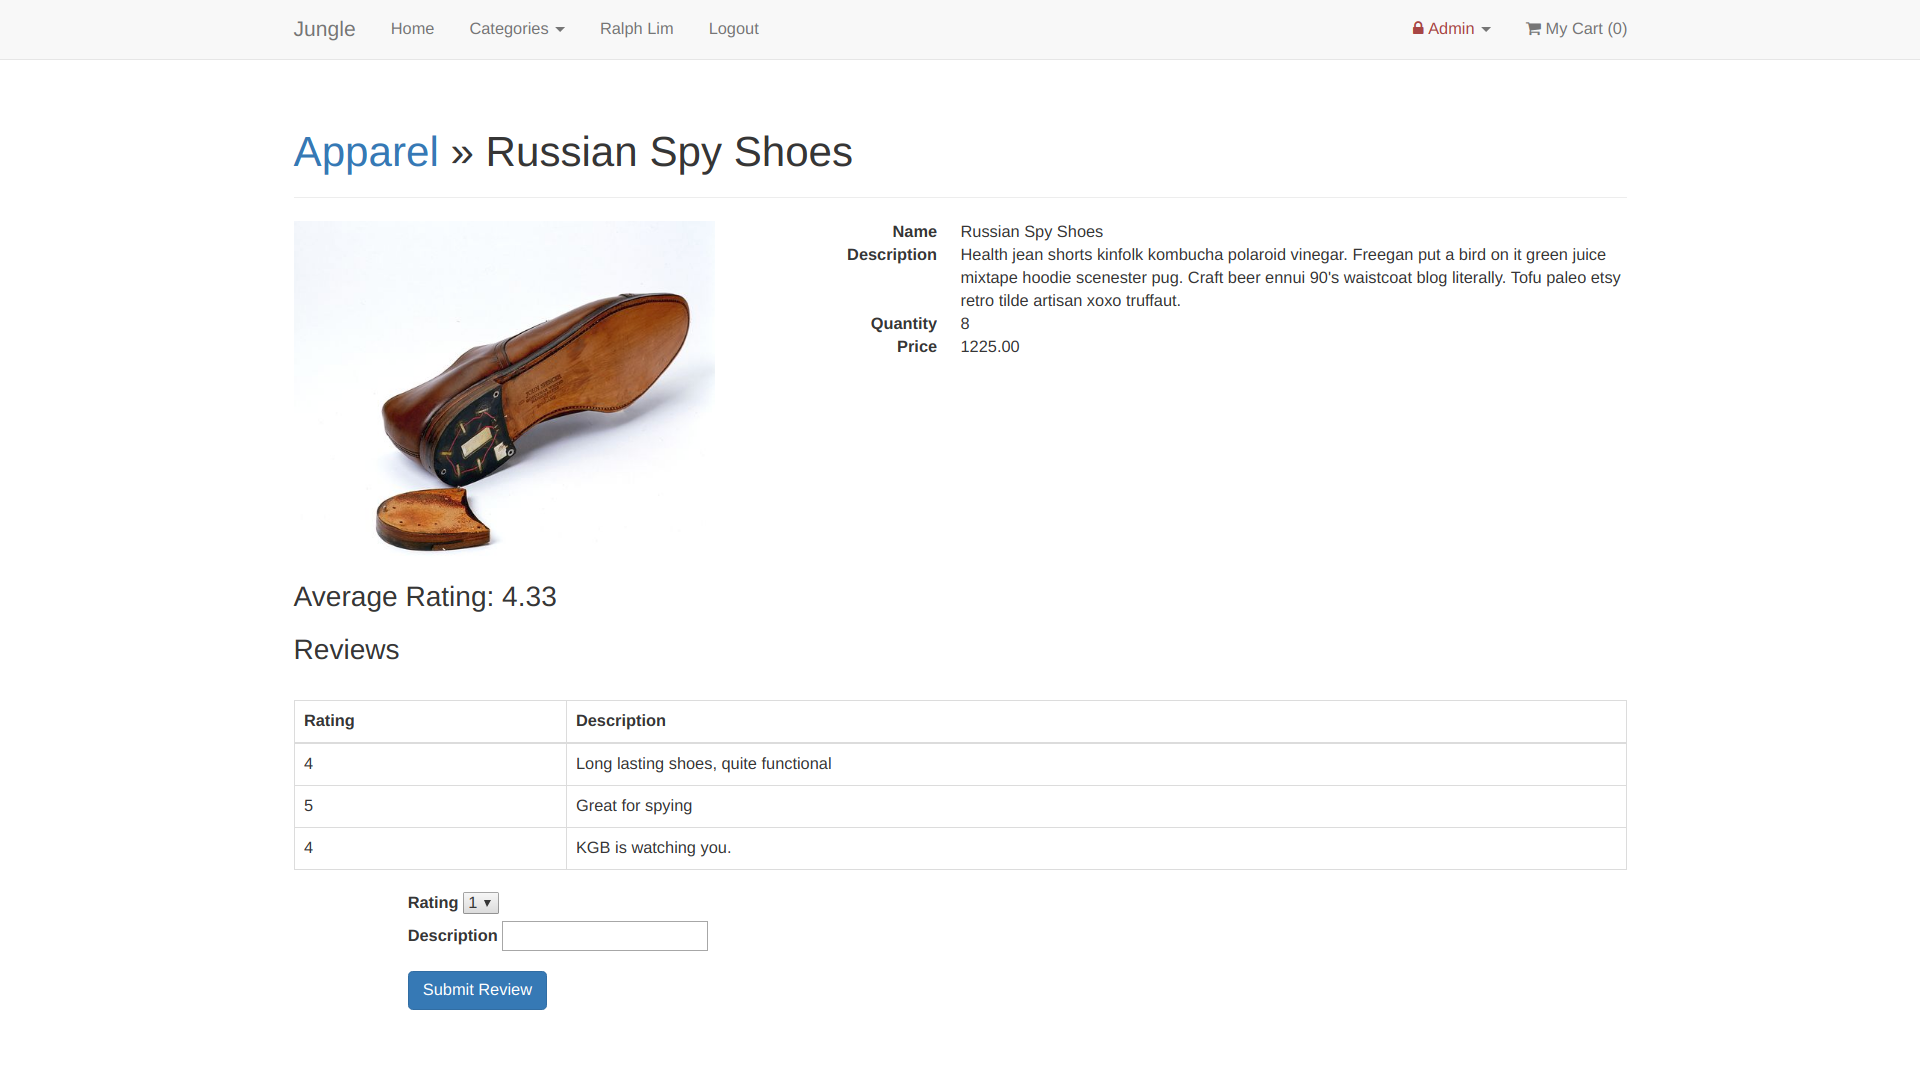 Jungle Home Categories Ralph Lim Logout Admin My Cart (0)
Apparel » Russian Spy Shoes
Name Russian Spy Shoes
Description Health jean shorts kinfolk kombucha polaroid vinegar. Freegan put a bird on it green juice
mixtape hoodie scenester pug. Craft beer ennui 90's waistcoat blog literally. Tofu paleo etsy
retro tilde artisan xoxo truffaut.
Quantity 8
Price 1225.00
Average Rating: 4.33
Reviews
Rating Description
4 Long lasting shoes, quite functional
5 Great for spying
4 KGB is watching you.
Rating 1
Description
Submit Review